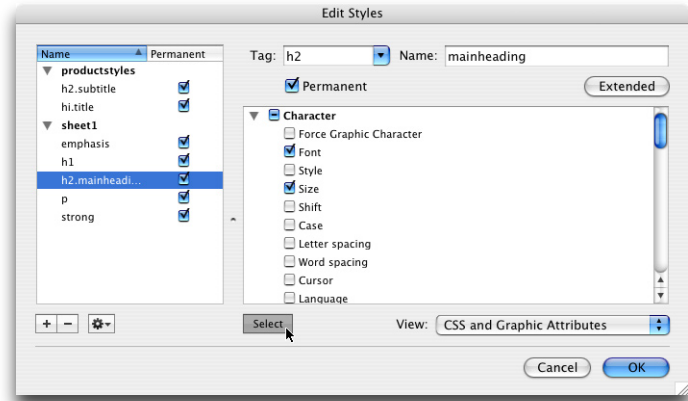 Edit Styles
Name Permanent
productstyles
h2.subtitle
hi.title
sheet1
emphasis
h1
h2.mainheadi...
p
strong
Tag: h2 Name: mainheading
Permanent Extended
Character
Force Graphic Character
Font
Style
Size
Shift
Case
Letter spacing
Word spacing
Cursor
Language
Select View: CSS and Graphic Attributes
Cancel OK